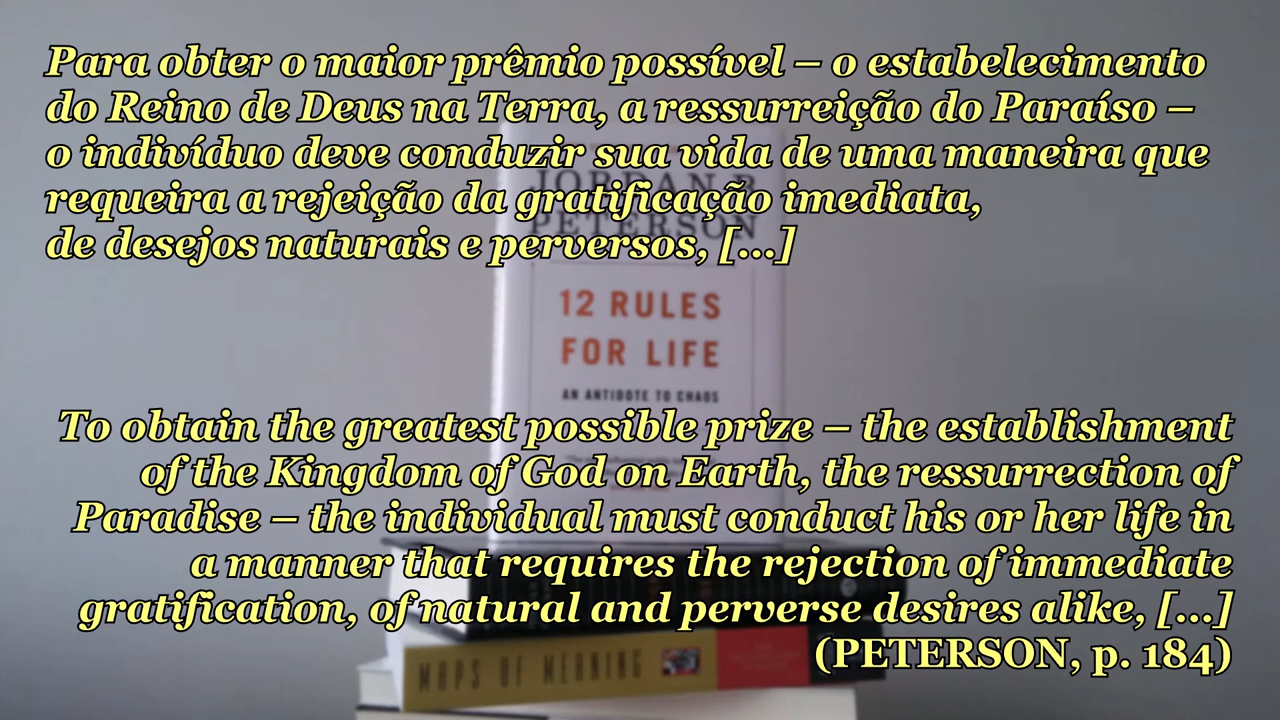 Para obter o maior prêmio possível – o estabelecimento
do Reino de Deus na Terra, a ressurreição do Paraíso –
o indivíduo deve conduzir sua vida de uma maneira que
requeira a rejeição da gratificação imediata,
de desejos naturais e perversos, [...]
JORDAN B.
PETERSON
12 RULES
FOR LIFE
AN ANTIDOTE TO CHAOS
To obtain the greatest possible prize – the establishment
of the Kingdom of God on Earth, the ressurrection of
Paradise – the individual must conduct his or her life in
a manner that requires the rejection of immediate
gratification, of natural and perverse desires alike, [...]
(PETERSON, p. 184)
MAPS OF MEANING